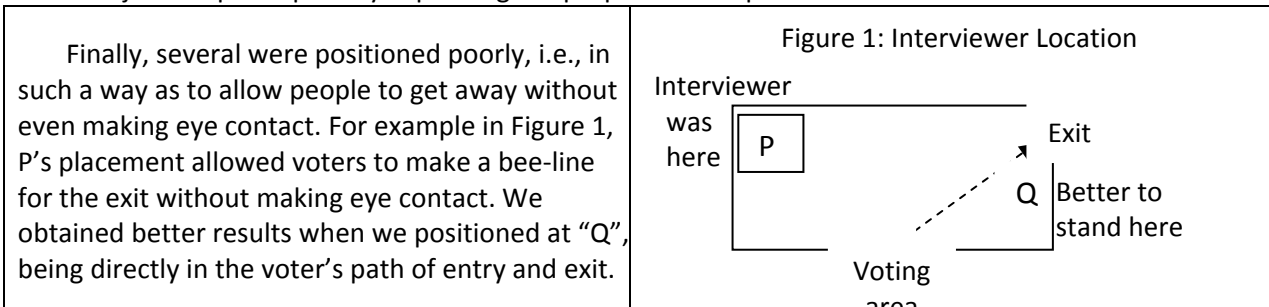 Finally, several were positioned poorly, i.e., in
such a way as to allow people to get away without
even making eye contact. For example in Figure 1,
P’s placement allowed voters to make a bee-line
for the exit without making eye contact. We
obtained better results when we positioned at “Q”,
being directly in the voter’s path of entry and exit.
Figure 1: Interviewer Location
Interviewer
was
here
P
Exit
Q
Better to
stand here
Voting
area